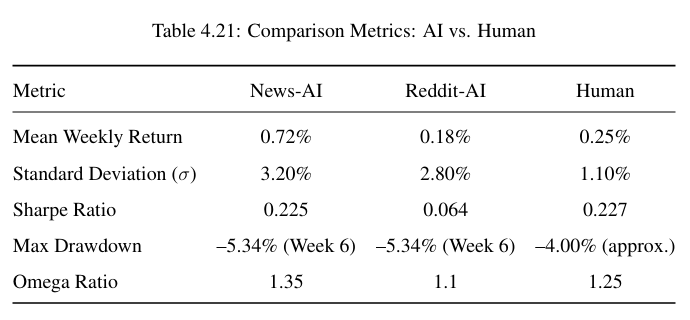 Table 4.21: Comparison Metrics: AI vs. Human
Metric News-AI Reddit-AI Human
Mean Weekly Return 0.72% 0.18% 0.25%
Standard Deviation (σ) 3.20% 2.80% 1.10%
Sharpe Ratio 0.225 0.064 0.227
Max Drawdown –5.34% (Week 6) –5.34% (Week 6) –4.00% (approx.)
Omega Ratio 1.35 1.1 1.25